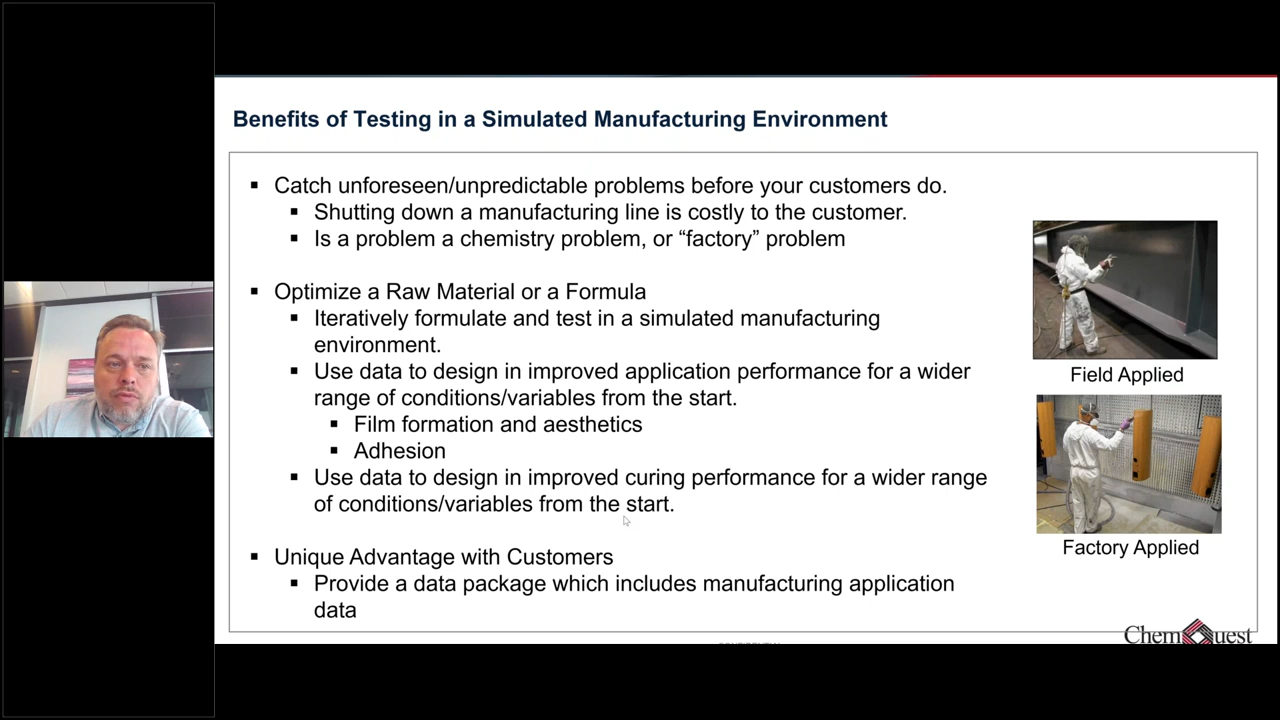 Benefits of Testing in a Simulated Manufacturing Environment
▪ Catch unforeseen/unpredictable problems before your customers do.
▪ Shutting down a manufacturing line is costly to the customer.
▪ Is a problem a chemistry problem, or “factory” problem
▪ Optimize a Raw Material or a Formula
▪ Iteratively formulate and test in a simulated manufacturing
environment.
▪ Use data to design in improved application performance for a wider
range of conditions/variables from the start.
▪ Film formation and aesthetics
▪ Adhesion
▪ Use data to design in improved curing performance for a wider range
of conditions/variables from the start.
▪ Unique Advantage with Customers
▪ Provide a data package which includes manufacturing application
data
Field Applied
Factory Applied
ChemQuest